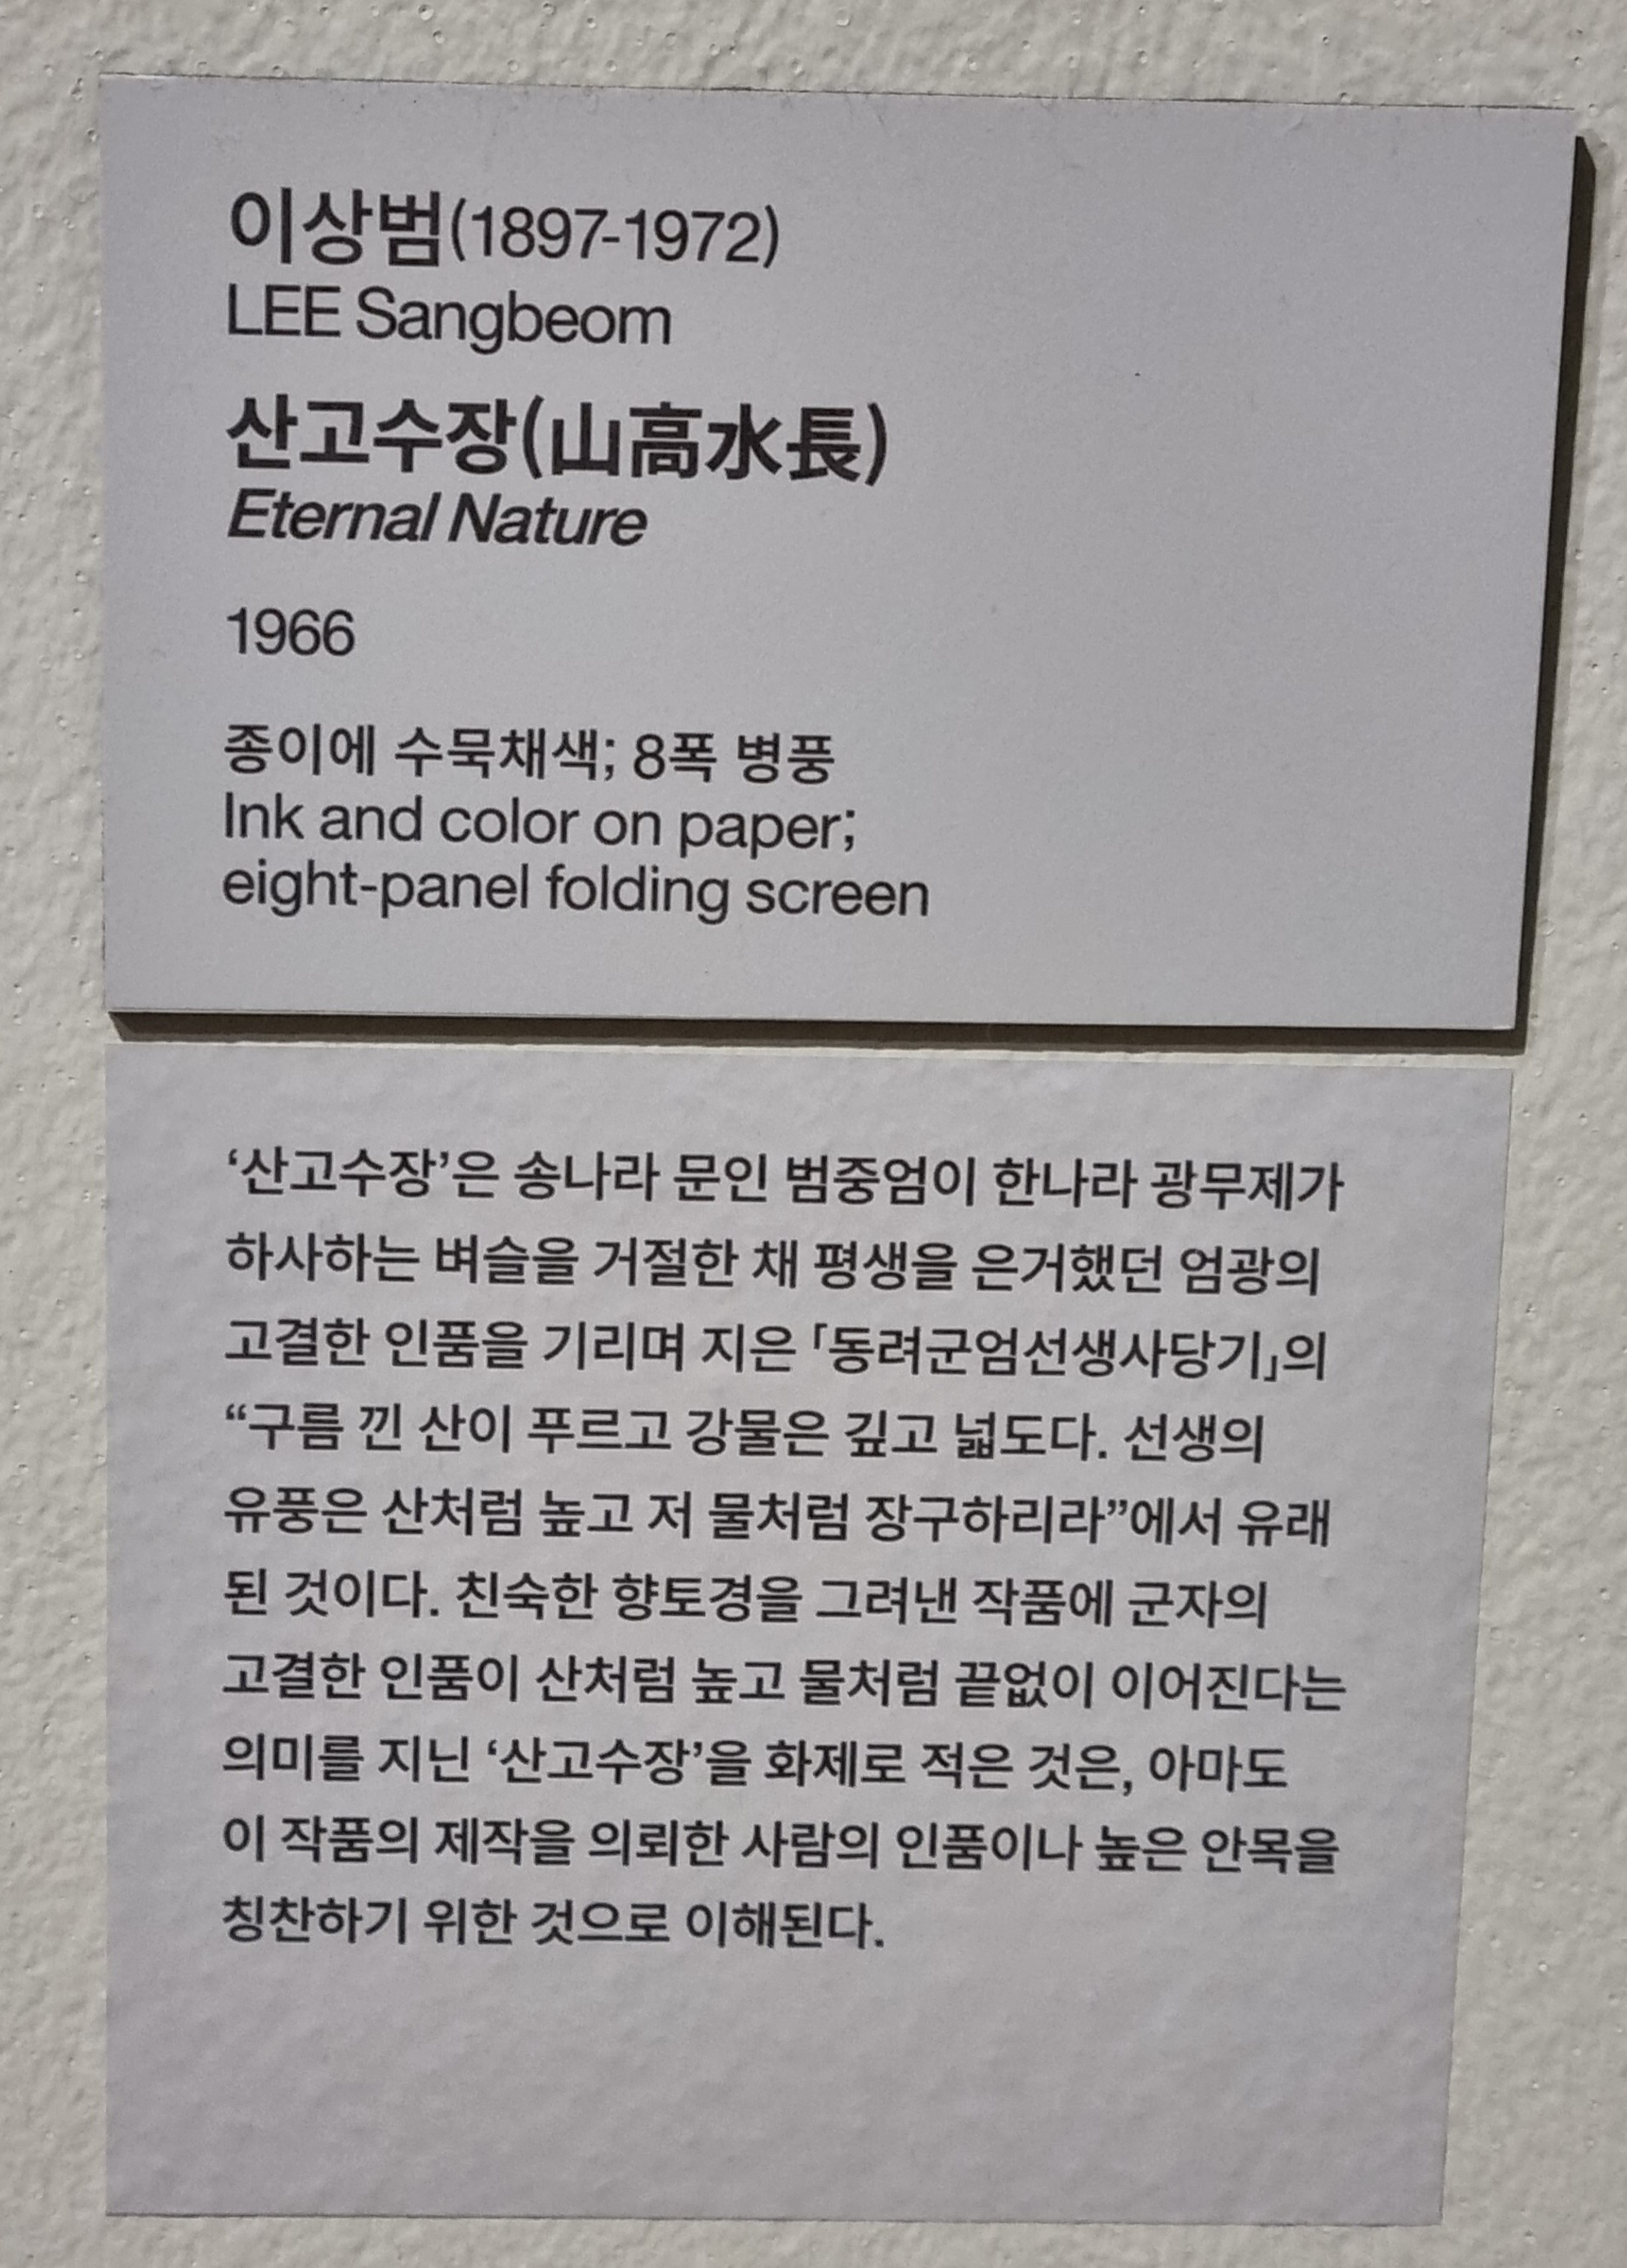 이상범(1897-1972)
LEE Sangbeom
산고수장(山高水長)
Eternal Nature
1966
종이에 수묵채색; 8폭 병풍
Ink and color on paper;
eight-panel folding screen
‘산고수장’은 송나라 문인 범중엄이 한나라 광무제가
하사하는 벼슬을 거절한 채 평생을 은거했던 엄광의
고결한 인품을 기리며 지은 「동려군엄선생사당기」의
“구름 낀 산이 푸르고 강물은 깊고 넓도다. 선생의
유풍은 산처럼 높고 저 물처럼 장구하리라”에서 유래
된 것이다. 친숙한 향토경을 그려낸 작품에 군자의
고결한 인품이 산처럼 높고 물처럼 끝없이 이어진다는
의미를 지닌 ‘산고수장’을 화제로 적은 것은, 아마도
이 작품의 제작을 의뢰한 사람의 인품이나 높은 안목을
칭찬하기 위한 것으로 이해된다.